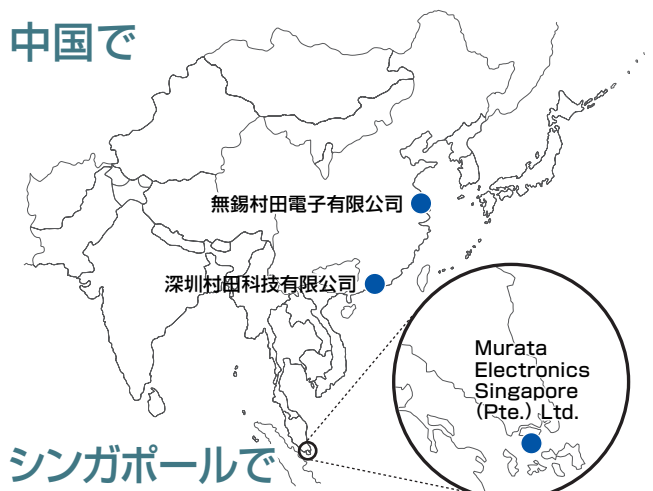 中国で
無錫村田電子有限公司
深圳村田科技有限公司
Murata
Electronics
Singapore
(Pte.) Ltd.
シンガポールで